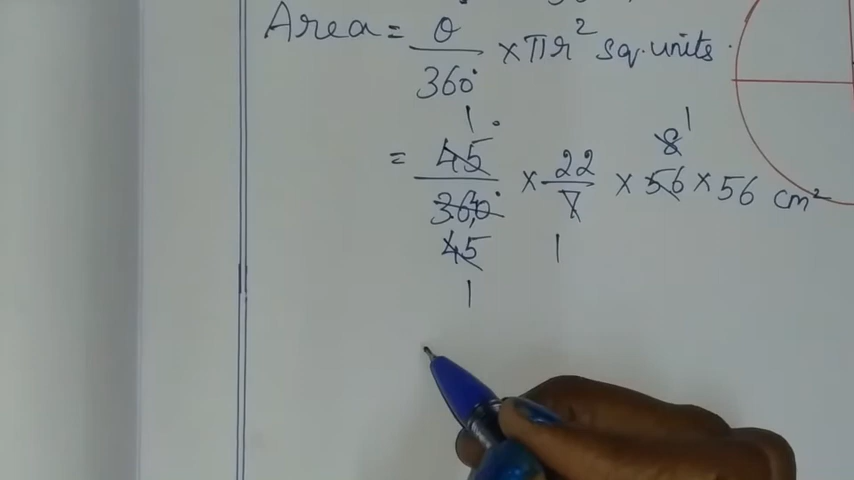 Area = θ/360° × πr² sq.units.
1 8 1
= 45°/360° × 22/7 × 56 × 56 cm²
45 1
1